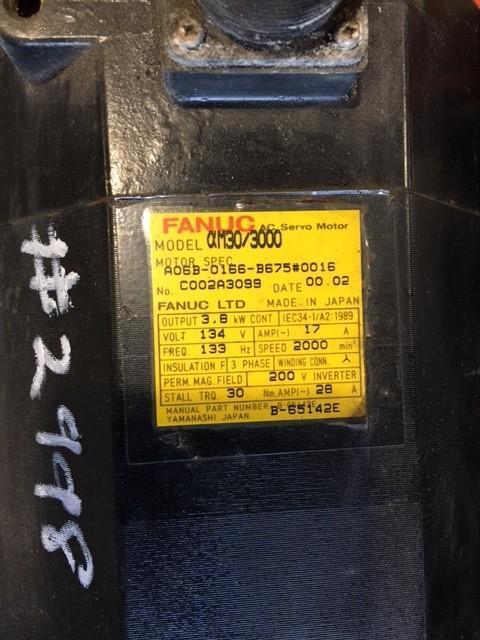 FANUC AC Servo Motor
MODEL αM30/3000
MOTOR SPEC.
A06B-0166-B675#0016
No. C002A3099 DATE 00.02
FANUC LTD MADE IN JAPAN
OUTPUT 3.8 kW CONT IEC34-1/A2:1989
VOLT 134 V AMP(~) 17 A
FREQ. 133 Hz SPEED 2000 min⁻¹
INSULATION F 3 PHASE WINDING CONN.
PERM.MAG.FIELD 200 V INVERTER
STALL TRQ. 30 Nm,AMP(~) 28 A
MANUAL PART NUMBER B-65142E
YAMANASHI JAPAN B-65142E
#2998